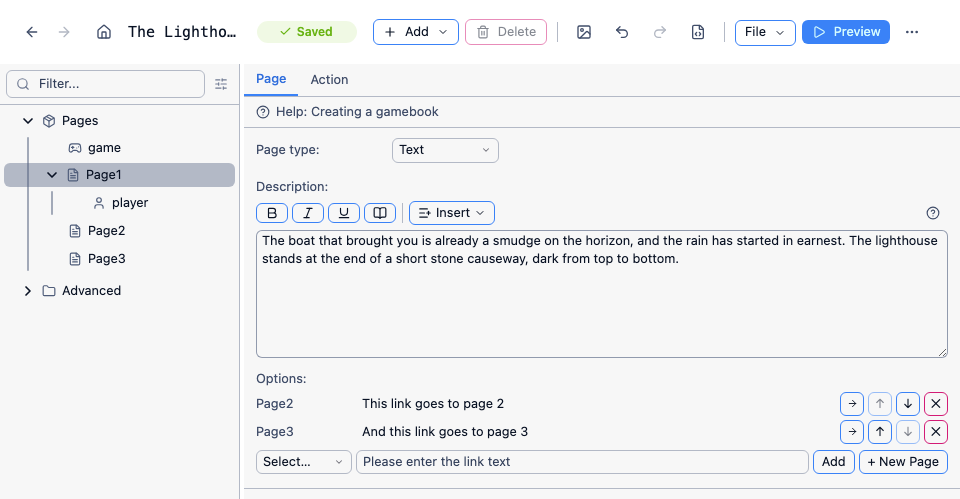 The Lightho...
Saved
Add
Delete
File
Preview
Filter...
Pages
game
Page1
player
Page2
Page3
Advanced
Page
Action
Help: Creating a gamebook
Page type:
Text
Description:
B I U
Insert
The boat that brought you is already a smudge on the horizon, and the rain has started in earnest. The lighthouse
stands at the end of a short stone causeway, dark from top to bottom.
Options:
Page2 This link goes to page 2
Page3 And this link goes to page 3
Select... Please enter the link text Add + New Page